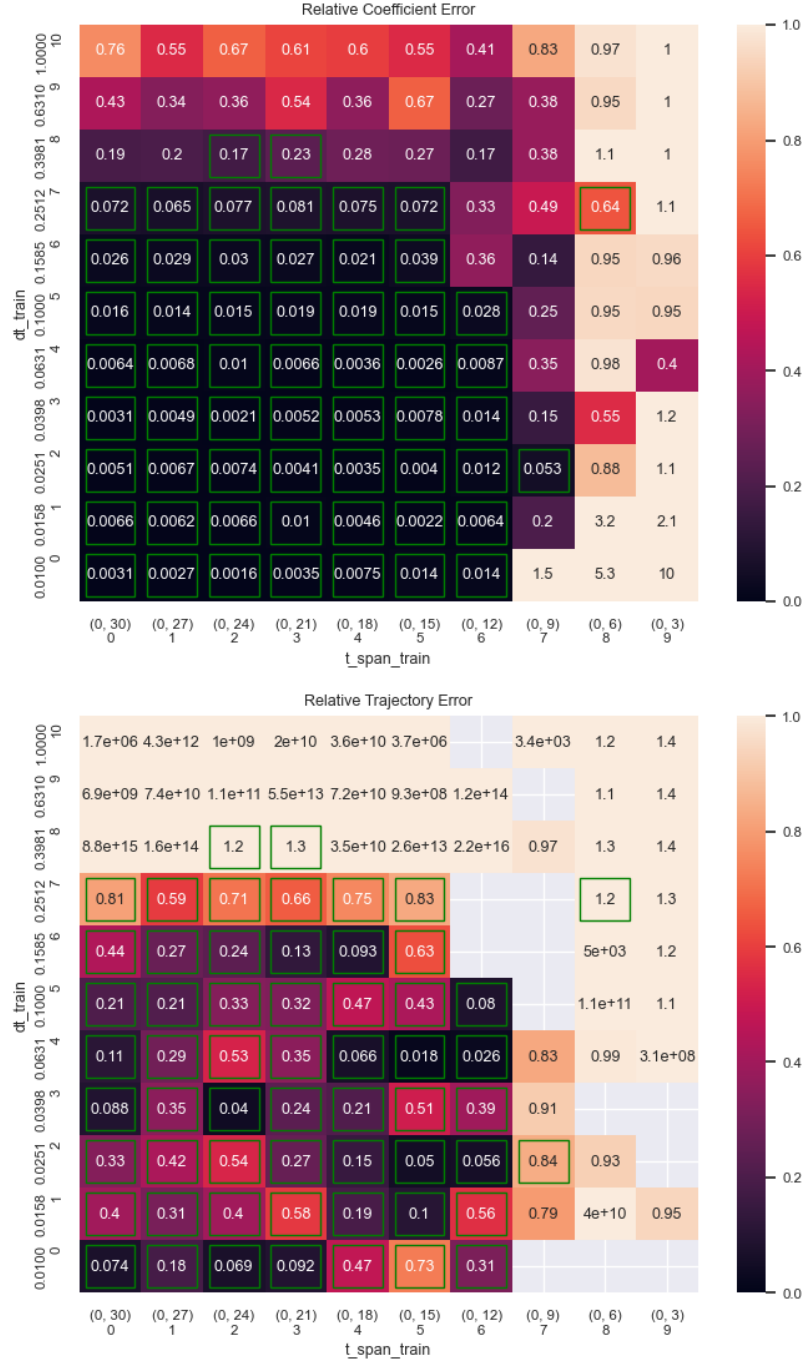 Relative Coefficient Error
1.0000 10 0.76 0.55 0.67 0.61 0.6 0.55 0.41 0.83 0.97 1
0.6310 9 0.43 0.34 0.36 0.54 0.36 0.67 0.27 0.38 0.95 1
0.3981 8 0.19 0.2 0.17 0.23 0.28 0.27 0.17 0.38 1.1 1
0.2512 7 0.072 0.065 0.077 0.081 0.075 0.072 0.33 0.49 0.64 1.1
0.1585 6 0.026 0.029 0.03 0.027 0.021 0.039 0.36 0.14 0.95 0.96
0.1000 5 0.016 0.014 0.015 0.019 0.019 0.015 0.028 0.25 0.95 0.95
dt_train
0.0631 4 0.0064 0.0068 0.01 0.0066 0.0036 0.0026 0.0087 0.35 0.98 0.4
0.0398 3 0.0031 0.0049 0.0021 0.0052 0.0053 0.0078 0.014 0.15 0.55 1.2
0.0251 2 0.0051 0.0067 0.0074 0.0041 0.0035 0.004 0.012 0.053 0.88 1.1
0.0158 1 0.0066 0.0062 0.0066 0.01 0.0046 0.0022 0.0064 0.2 3.2 2.1
0.0100 0 0.0031 0.0027 0.0016 0.0035 0.0075 0.014 0.014 1.5 5.3 10
(0, 30) (0, 27) (0, 24) (0, 21) (0, 18) (0, 15) (0, 12) (0, 9) (0, 6) (0, 3)
0 1 2 3 4 5 6 7 8 9
t_span_train
1.0
0.8
0.6
0.4
0.2
0.0
Relative Trajectory Error
1.0000 10 1.7e+06 4.3e+12 1e+09 2e+10 3.6e+10 3.7e+06 3.4e+03 1.2 1.4
0.6310 9 6.9e+09 7.4e+10 1.1e+11 5.5e+13 7.2e+10 9.3e+08 1.2e+14 1.1 1.4
0.3981 8 8.8e+15 1.6e+14 1.2 1.3 3.5e+10 2.6e+13 2.2e+16 0.97 1.3 1.4
0.2512 7 0.81 0.59 0.71 0.66 0.75 0.83 1.2 1.3
0.1585 6 0.44 0.27 0.24 0.13 0.093 0.63 5e+03 1.2
0.1000 5 0.21 0.21 0.33 0.32 0.47 0.43 0.08 1.1e+11 1.1
dt_train
0.0631 4 0.11 0.29 0.53 0.35 0.066 0.018 0.026 0.83 0.99 3.1e+08
0.0398 3 0.088 0.35 0.04 0.24 0.21 0.51 0.39 0.91
0.0251 2 0.33 0.42 0.54 0.27 0.15 0.05 0.056 0.84 0.93
0.0158 1 0.4 0.31 0.4 0.58 0.19 0.1 0.56 0.79 4e+10 0.95
0.0100 0 0.074 0.18 0.069 0.092 0.47 0.73 0.31
(0, 30) (0, 27) (0, 24) (0, 21) (0, 18) (0, 15) (0, 12) (0, 9) (0, 6) (0, 3)
0 1 2 3 4 5 6 7 8 9
t_span_train
1.0
0.8
0.6
0.4
0.2
0.0